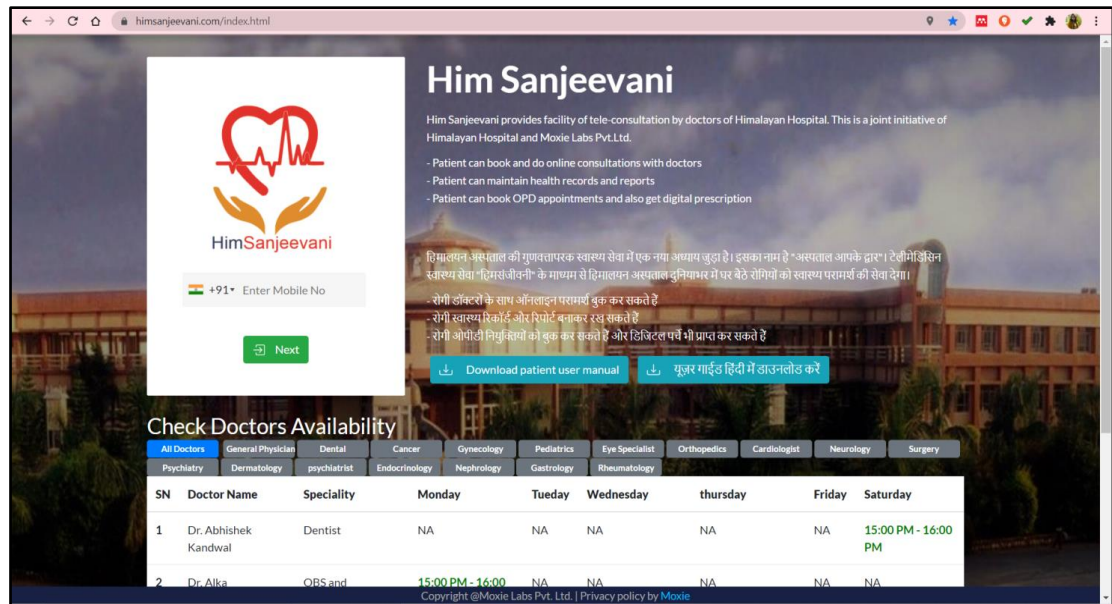 himsanjeevani.com/index.html
HimSanjeevani
+91 Enter Mobile No
Next
Him Sanjeevani
Him Sanjeevani provides facility of tele-consultation by doctors of Himalayan Hospital. This is a joint initiative of
Himalayan Hospital and Moxie Labs Pvt.Ltd.
- Patient can book and do online consultations with doctors
- Patient can maintain health records and reports
- Patient can book OPD appointments and also get digital prescription
हिमालयन अस्पताल की गुणवत्तापरक स्वास्थ्य सेवा में एक नया अध्याय जुड़ा है। इसका नाम है "अस्पताल आपके द्वार"। टेलीमेडिसिन
स्वास्थ्य सेवा "हिमसंजीवनी" के माध्यम से हिमालयन अस्पताल दुनियाभर में घर बैठे रोगियों को स्वास्थ्य परामर्श की सेवा देगा।
- रोगी डॉक्टरों के साथ ऑनलाइन परामर्श बुक कर सकते हैं
- रोगी स्वास्थ्य रिकॉर्ड और रिपोर्ट बनाकर रख सकते हैं
- रोगी ओपीडी नियुक्तियों को बुक कर सकते हैं और डिजिटल पर्चे भी प्राप्त कर सकते हैं
Download patient user manual यूज़र गाईड हिंदी में डाउनलोड करें
Check Doctors Availability
All Doctors General Physician Dental Cancer Gynecology Pediatrics Eye Specialist Orthopedics Cardiologist Neurology Surgery
Psychiatry Dermatology psychiatrist Endocrinology Nephrology Gastrology Rheumatology
SN Doctor Name Speciality Monday Tueday Wednesday thursday Friday Saturday
1 Dr. Abhishek Dentist NA NA NA NA NA 15:00 PM - 16:00
Kandwal PM
2 Dr. Alka OBS and 15:00 PM - 16:00 NA NA NA NA NA
Copyright @Moxie Labs Pvt. Ltd. | Privacy policy by Moxie